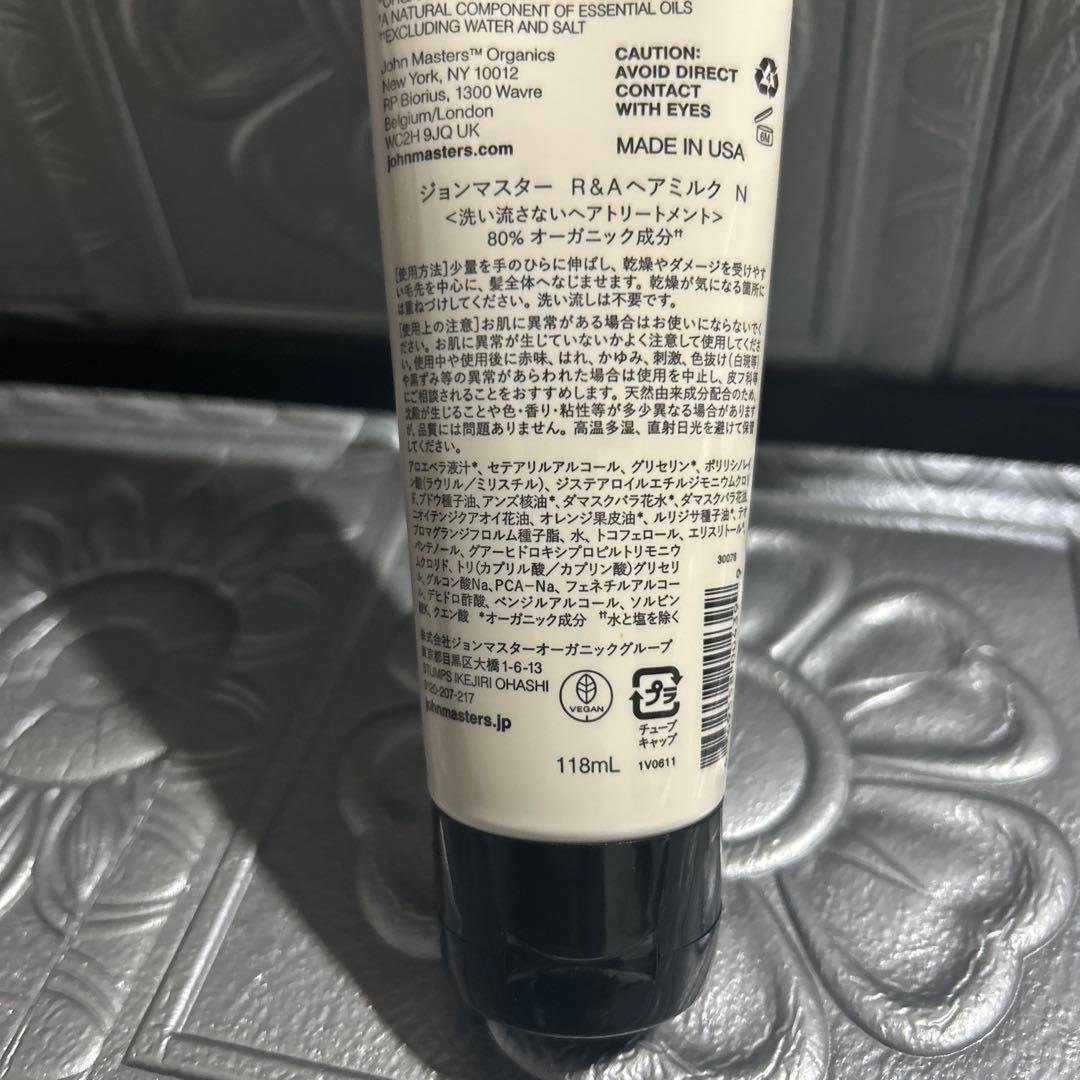 *A NATURAL COMPONENT OF ESSENTIAL OILS
††EXCLUDING WATER AND SALT
John Masters™ Organics
New York, NY 10012
RP Biorius, 1300 Wavre
Belgium/London
WC2H 9JQ UK
johnmasters.com
CAUTION:
AVOID DIRECT
CONTACT
WITH EYES
6M
MADE IN USA
ジョンマスター R&Aヘアミルク N
<洗い流さないヘアトリートメント>
80% オーガニック成分††
[使用方法]少量を手のひらに伸ばし、乾燥やダメージを受けやす
い毛先を中心に、髪全体へなじませます。乾燥が気になる箇所に
は重ねづけしてください。洗い流しは不要です。
[使用上の注意]お肌に異常がある場合はお使いにならないでく
ださい。お肌に異常が生じていないかよく注意して使用してくださ
い。使用中や使用後に赤味、はれ、かゆみ、刺激、色抜け(白斑等)
や黒ずみ等の異常があらわれた場合は使用を中止し、皮フ科等
にご相談されることをおすすめします。天然由来成分配合のため、
沈殿が生じることや色・香り・粘性等が多少異なる場合があります
が、品質には問題ありません。高温多湿、直射日光を避けて保管
してください。
アロエベラ液汁*、セテアリルアルコール、グリセリン*、ポリリシノレイ
ン酸(ラウリル/ミリスチル)、ジステアロイルエチルジモニウムクロリ
ド、ブドウ種子油、アンズ核油*、ダマスクバラ花水*、ダマスクバラ花油、
ニオイテンジクアオイ花油、オレンジ果皮油*、ルリジサ種子油*、テオ
ブロマグランジフロルム種子脂、水、トコフェロール、エリスリトール*、
パンテノール、グアーヒドロキシプロピルトリモニウ
ムクロリド、トリ(カプリル酸/カプリン酸)グリセリ
ル、グルコン酸Na、PCA-Na、フェネチルアルコー
ル、デヒドロ酢酸、ベンジルアルコール、ソルビン
酸K、クエン酸 *オーガニック成分 ††水と塩を除く
30076
株式会社ジョンマスターオーガニックグループ
東京都目黒区大橋1-6-13
STUMPS IKEJIRI OHASHI
0120-207-217
johnmasters.jp
VEGAN
プラ
チューブ
キャップ
118mL
1V0611